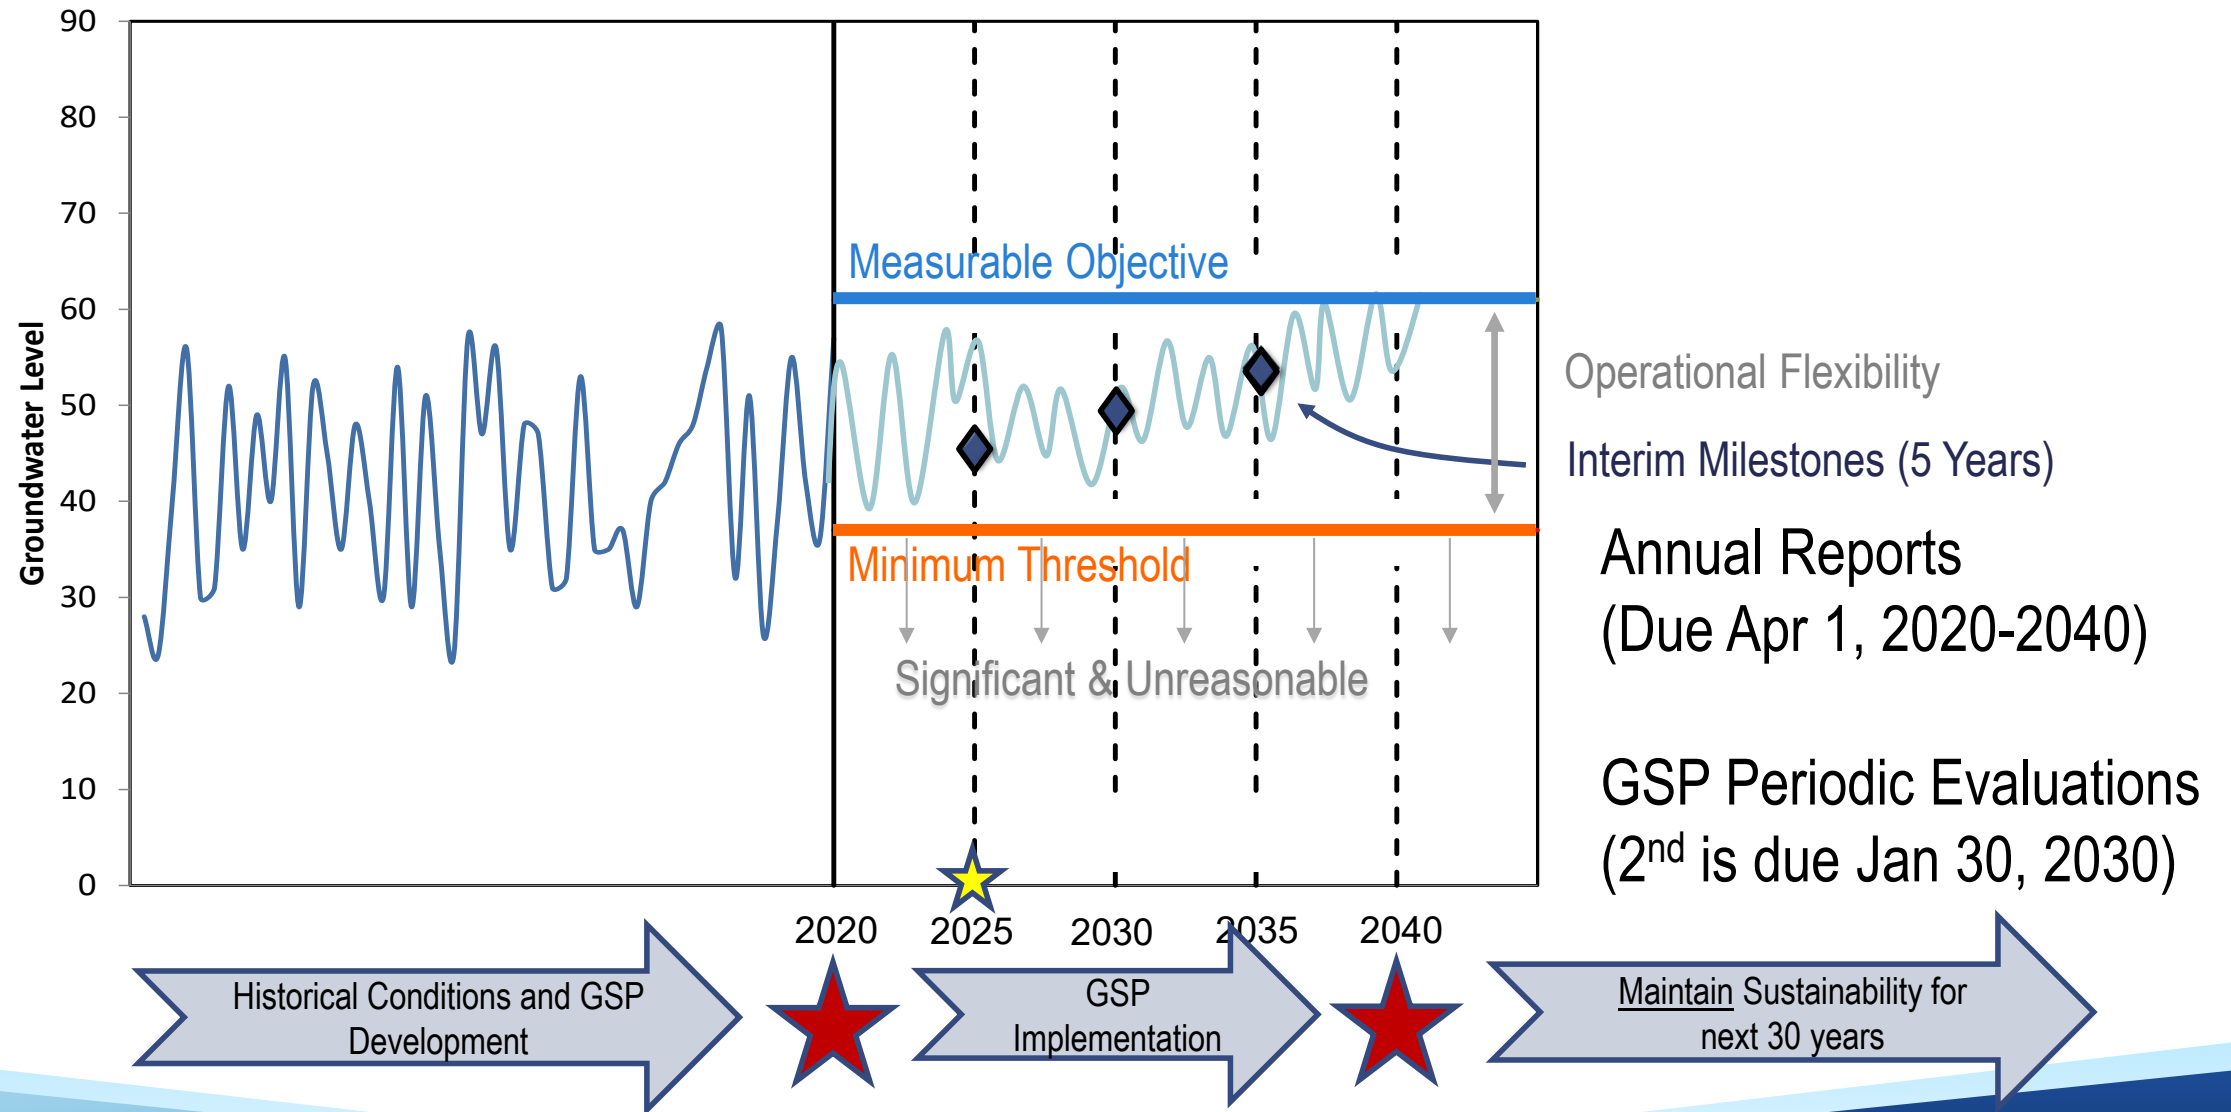 90
80
70
60
50
40
30
20
10
0
Groundwater Level
Measurable Objective
Minimum Threshold
Significant & Unreasonable
Operational Flexibility
Interim Milestones (5 Years)
Annual Reports
(Due Apr 1, 2020-2040)
GSP Periodic Evaluations
(2nd is due Jan 30, 2030)
2020
2025
2030
2035
2040
Historical Conditions and GSP
Development
GSP
Implementation
Maintain Sustainability for
next 30 years